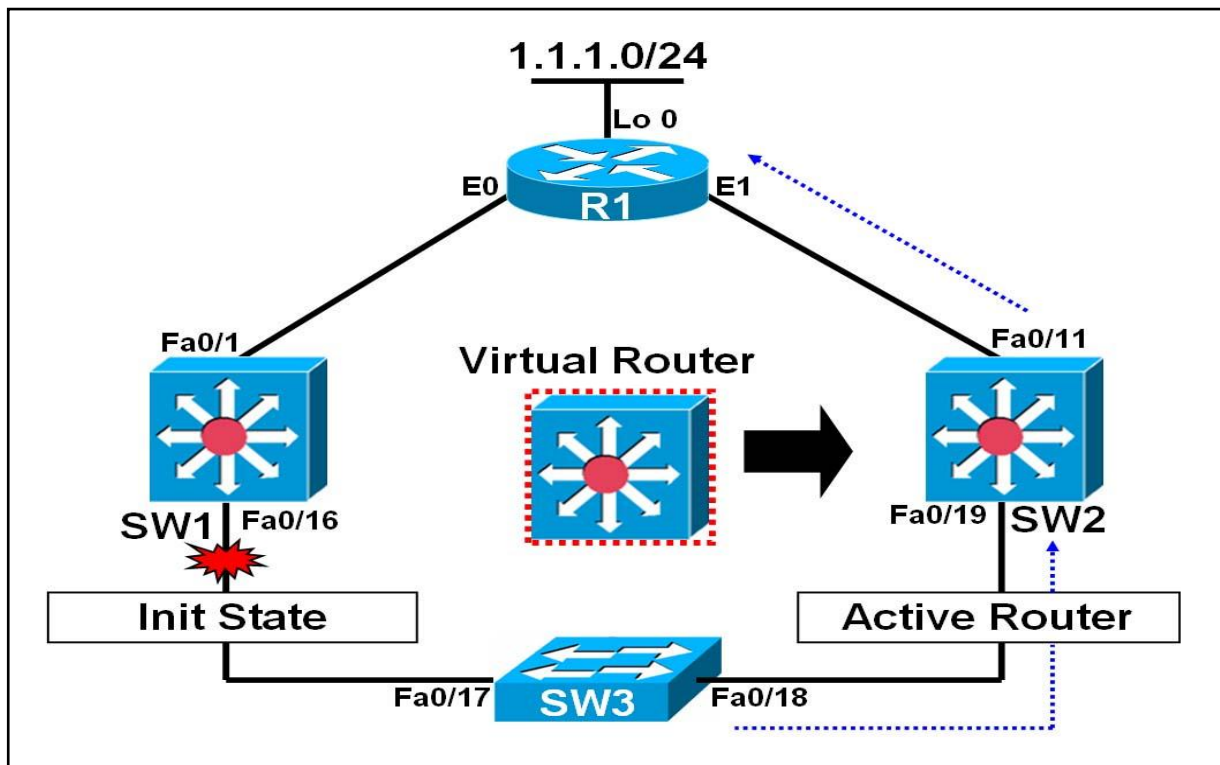 1.1.1.0/24
Lo 0
E0
E1
R1
Fa0/1
Fa0/11
Virtual Router
SW1
Fa0/16
Fa0/19
SW2
Init State
Active Router
Fa0/17
SW3
Fa0/18